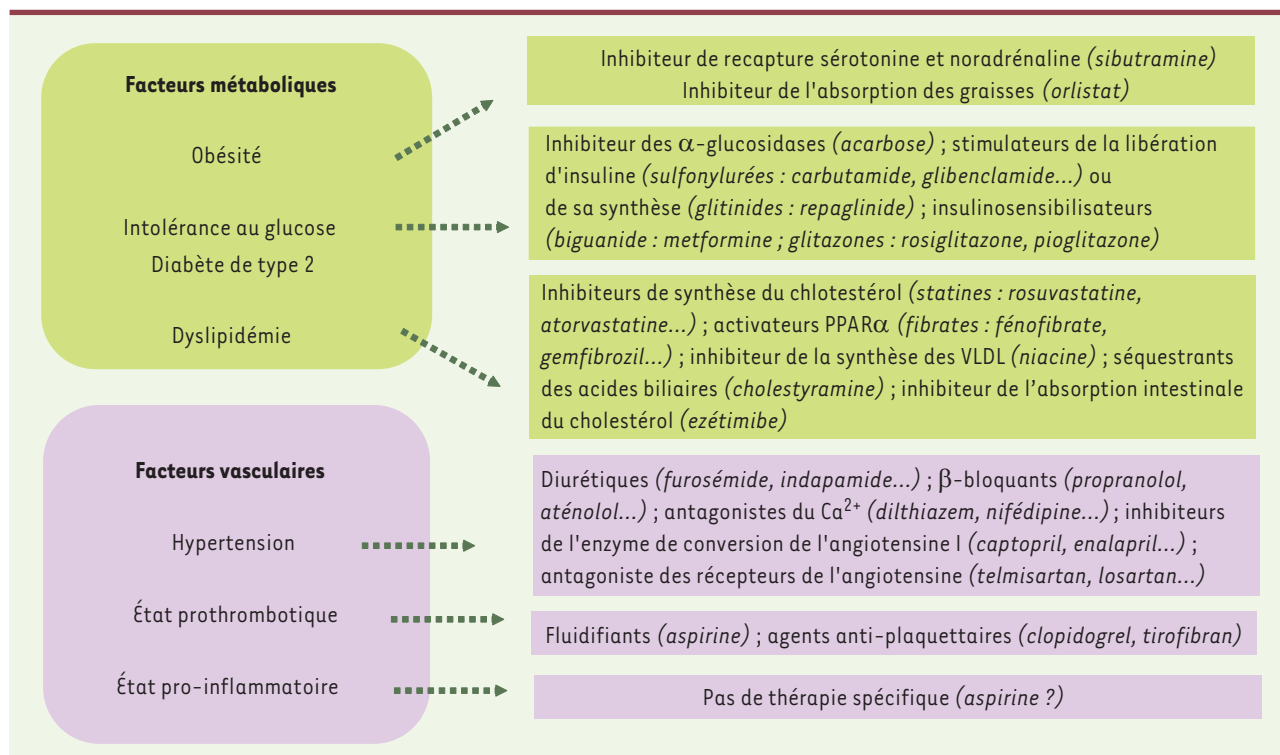 Facteurs métaboliques
Obésité
Intolérance au glucose
Diabète de type 2
Dyslipidémie
Inhibiteur de recapture sérotonine et noradrénaline (sibutramine)
Inhibiteur de l'absorption des graisses (orlistat)
Inhibiteur des α-glucosidases (acarbose) ; stimulateurs de la libération
d'insuline (sulfonylurées : carbutamide, glibenclamide...) ou
de sa synthèse (glitinides : repaglinide) ; insulinosensibilisateurs
(biguanide : metformine ; glitazones : rosiglitazone, pioglitazone)
Inhibiteurs de synthèse du chlotestérol (statines : rosuvastatine,
atorvastatine...) ; activateurs PPARα (fibrates : fénofibrate,
gemfibrozil...) ; inhibiteur de la synthèse des VLDL (niacine) ; séquestrants
des acides biliaires (cholestyramine) ; inhibiteur de l’absorption intestinale
du cholestérol (ezétimibe)
Facteurs vasculaires
Hypertension
État prothrombotique
État pro-inflammatoire
Diurétiques (furosémide, indapamide...) ; β-bloquants (propranolol,
aténolol...) ; antagonistes du Ca²⁺ (dilthiazem, nifédipine...) ; inhibiteurs
de l'enzyme de conversion de l'angiotensine I (captopril, enalapril...) ;
antagoniste des récepteurs de l'angiotensine (telmisartan, losartan...)
Fluidifiants (aspirine) ; agents anti-plaquettaires (clopidogrel, tirofibran)
Pas de thérapie spécifique (aspirine ?)